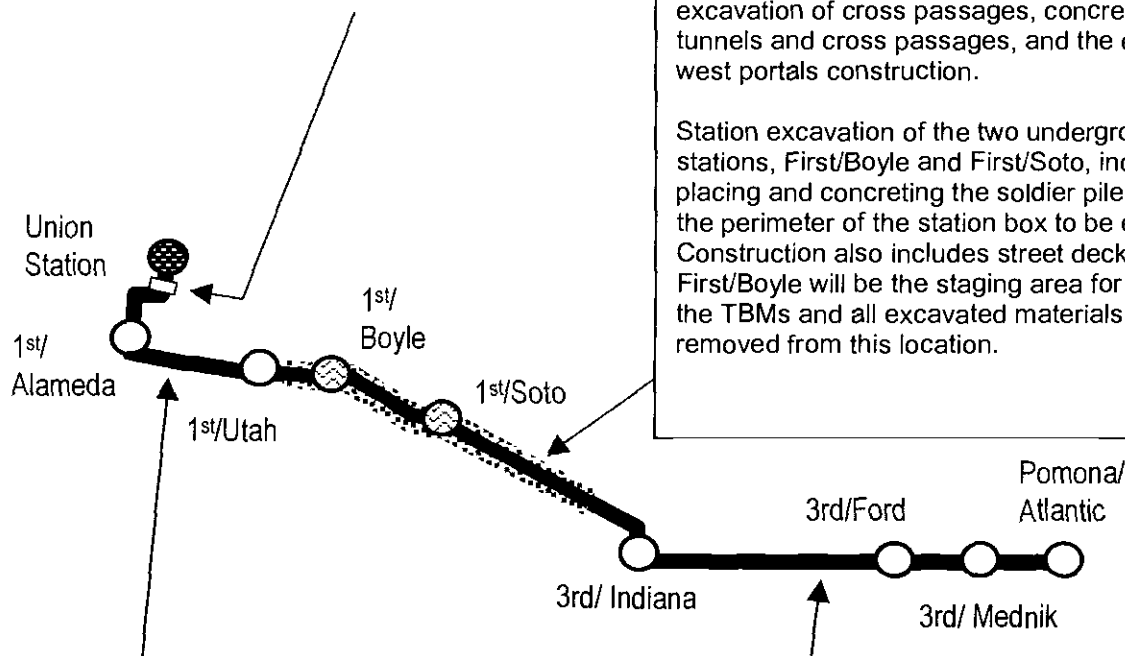 excavation of cross passages, concre
tunnels and cross passages, and the e
west portals construction.
Station excavation of the two undergro
stations, First/Boyle and First/Soto, inc
placing and concreting the soldier pile
the perimeter of the station box to be e
Construction also includes street deck
First/Boyle will be the staging area for
the TBMs and all excavated materials
removed from this location.
Union
Station
1st/
Boyle
1st/
Alameda
1st/Soto
1st/Utah
Pomona/
Atlantic
3rd/Ford
3rd/ Indiana
3rd/ Mednik